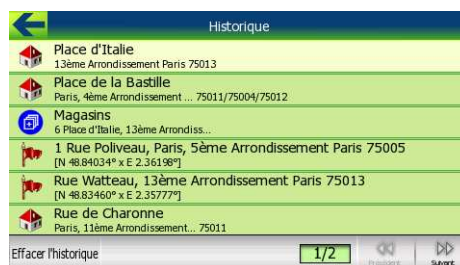 Historique
Place d'Italie
13ème Arrondissement Paris 75013
Place de la Bastille
Paris, 4ème Arrondissement ... 75011/75004/75012
Magasins
6 Place d'Italie, 13ème Arrondiss...
1 Rue Poliveau, Paris, 5ème Arrondissement Paris 75005
[N 48.84034° x E 2.36198°]
Rue Watteau, 13ème Arrondissement Paris 75013
[N 48.83460° x E 2.35777°]
Rue de Charonne
Paris, 11ème Arrondissement... 75011
Effacer l'historique 1/2 Précédent Suivant